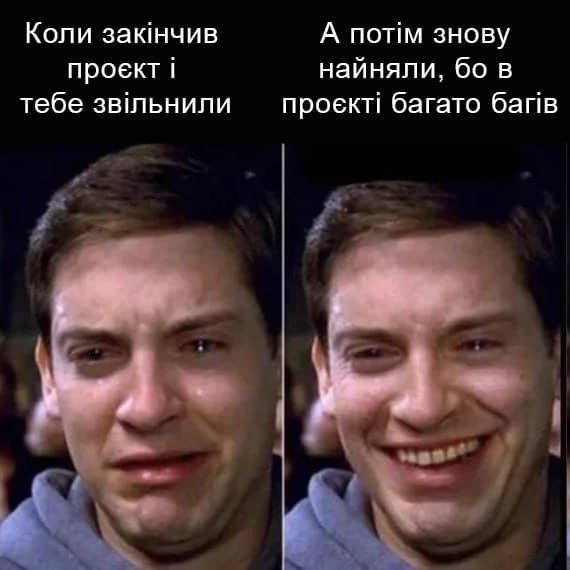 Коли закінчив
проєкт і
тебе звільнили
А потім знову
найняли, бо в
проєкті багато багів